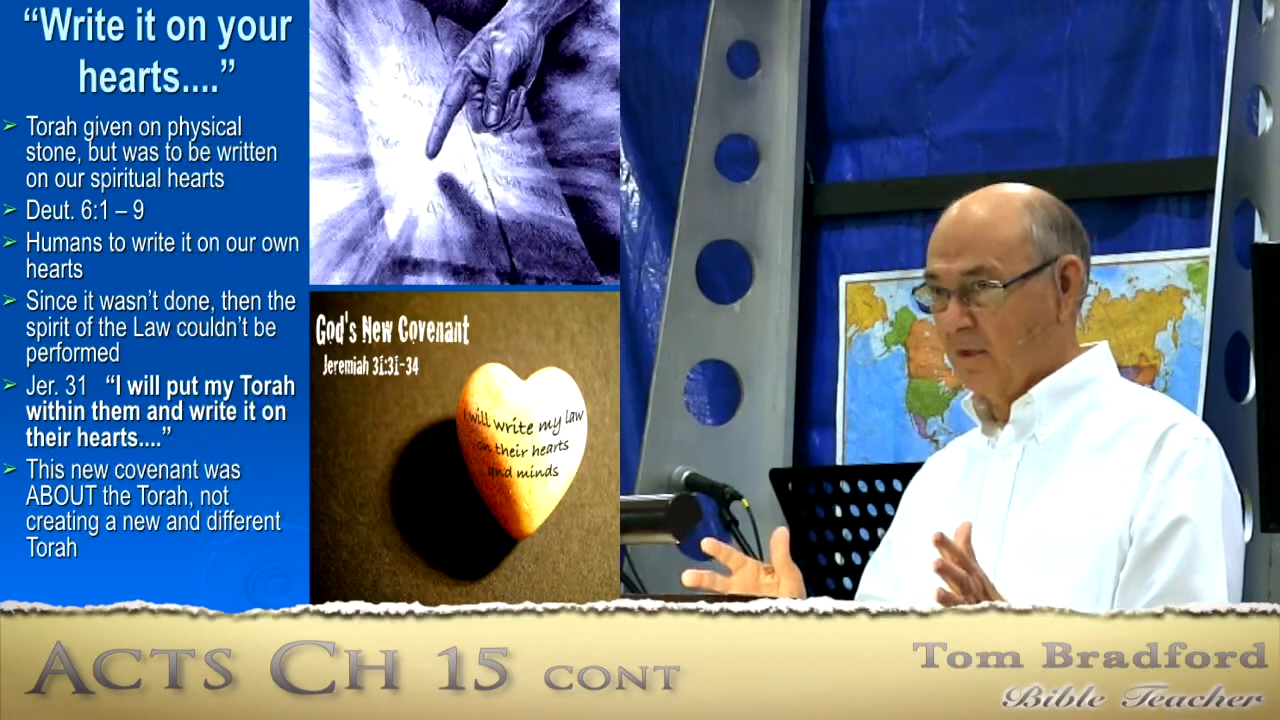 “Write it on your
hearts....”
Torah given on physical
stone, but was to be written
on our spiritual hearts
Deut. 6:1 – 9
Humans to write it on our own
hearts
Since it wasn’t done, then the
spirit of the Law couldn’t be
performed
Jer. 31 “I will put my Torah
within them and write it on
their hearts....”
This new covenant was
ABOUT the Torah, not
creating a new and different
Torah
God's New Covenant
Jeremiah 31:31-34
I will write my law
on their hearts
and minds
Acts Ch 15 cont
Tom Bradford
Bible Teacher